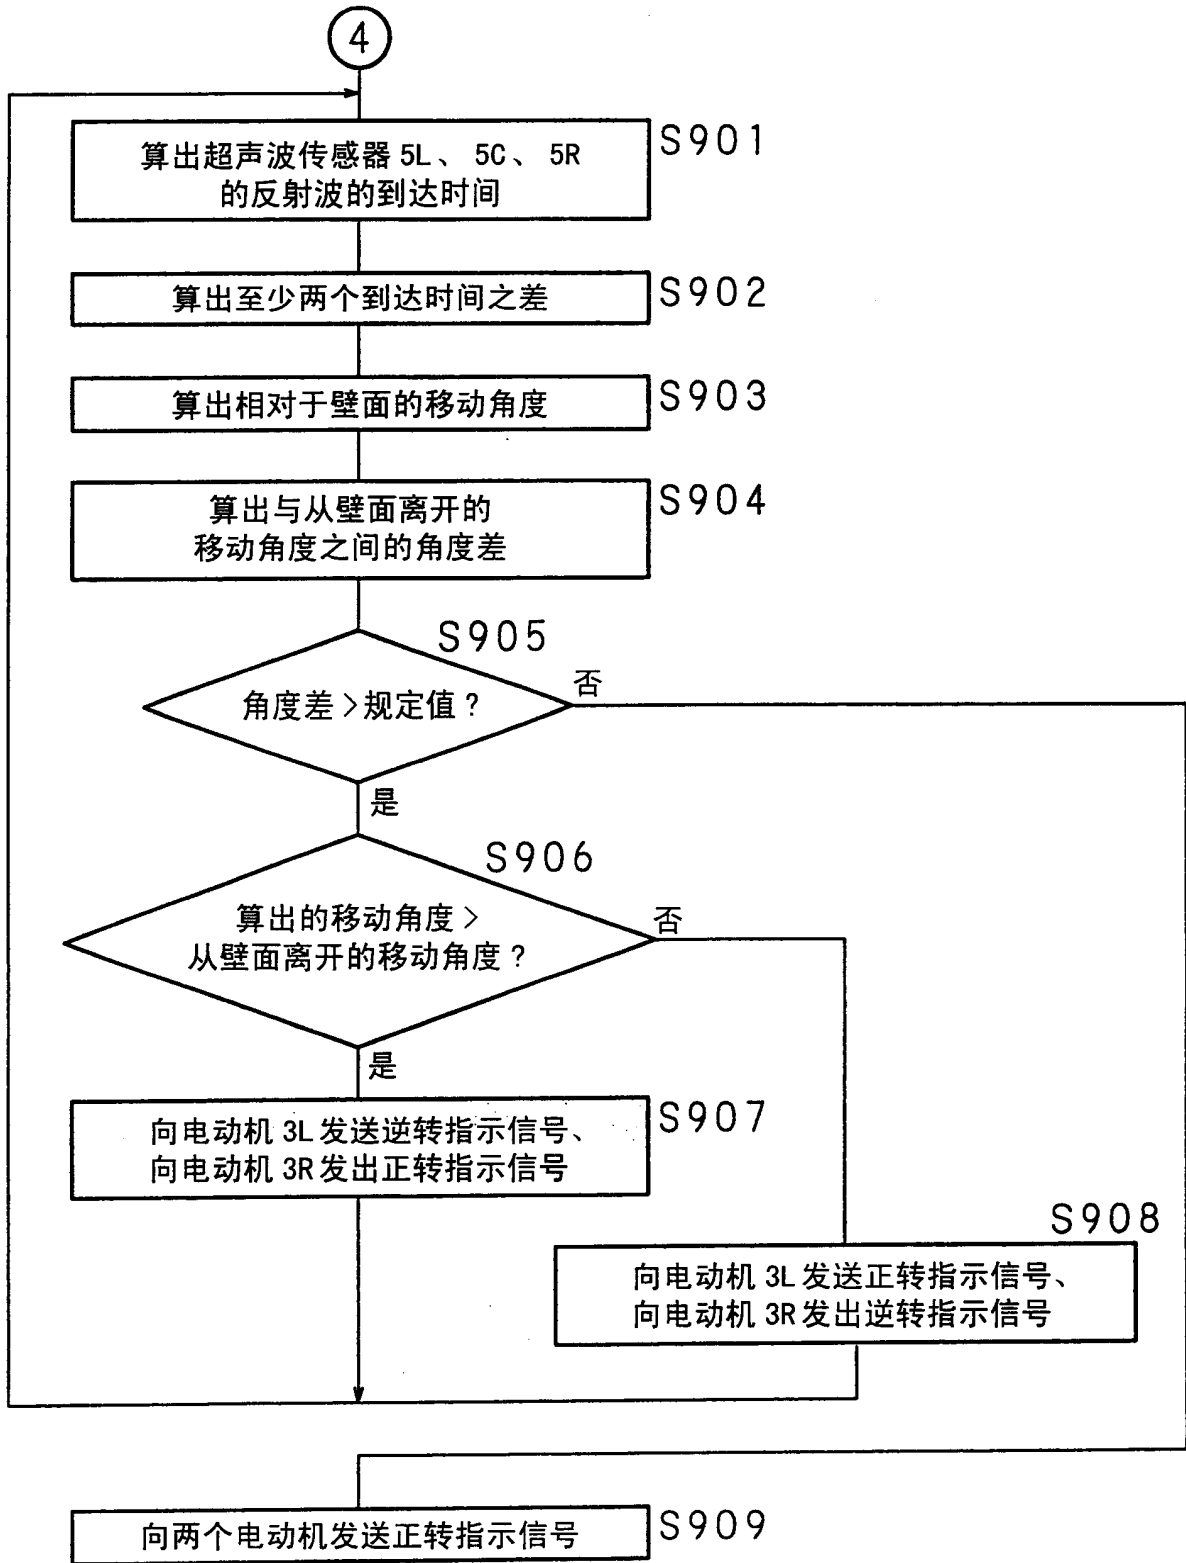 4
算出超声波传感器 5L、 5C、 5R
的反射波的到达时间
S901
算出至少两个到达时间之差
S902
算出相对于壁面的移动角度
S903
算出与从壁面离开的
移动角度之间的角度差
S904
S905
角度差＞规定值？
否
是
S906
算出的移动角度＞
从壁面离开的移动角度？
否
是
向电动机 3L 发送逆转指示信号、
向电动机 3R 发出正转指示信号
S907
S908
向电动机 3L 发送正转指示信号、
向电动机 3R 发出逆转指示信号
向两个电动机发送正转指示信号
S909